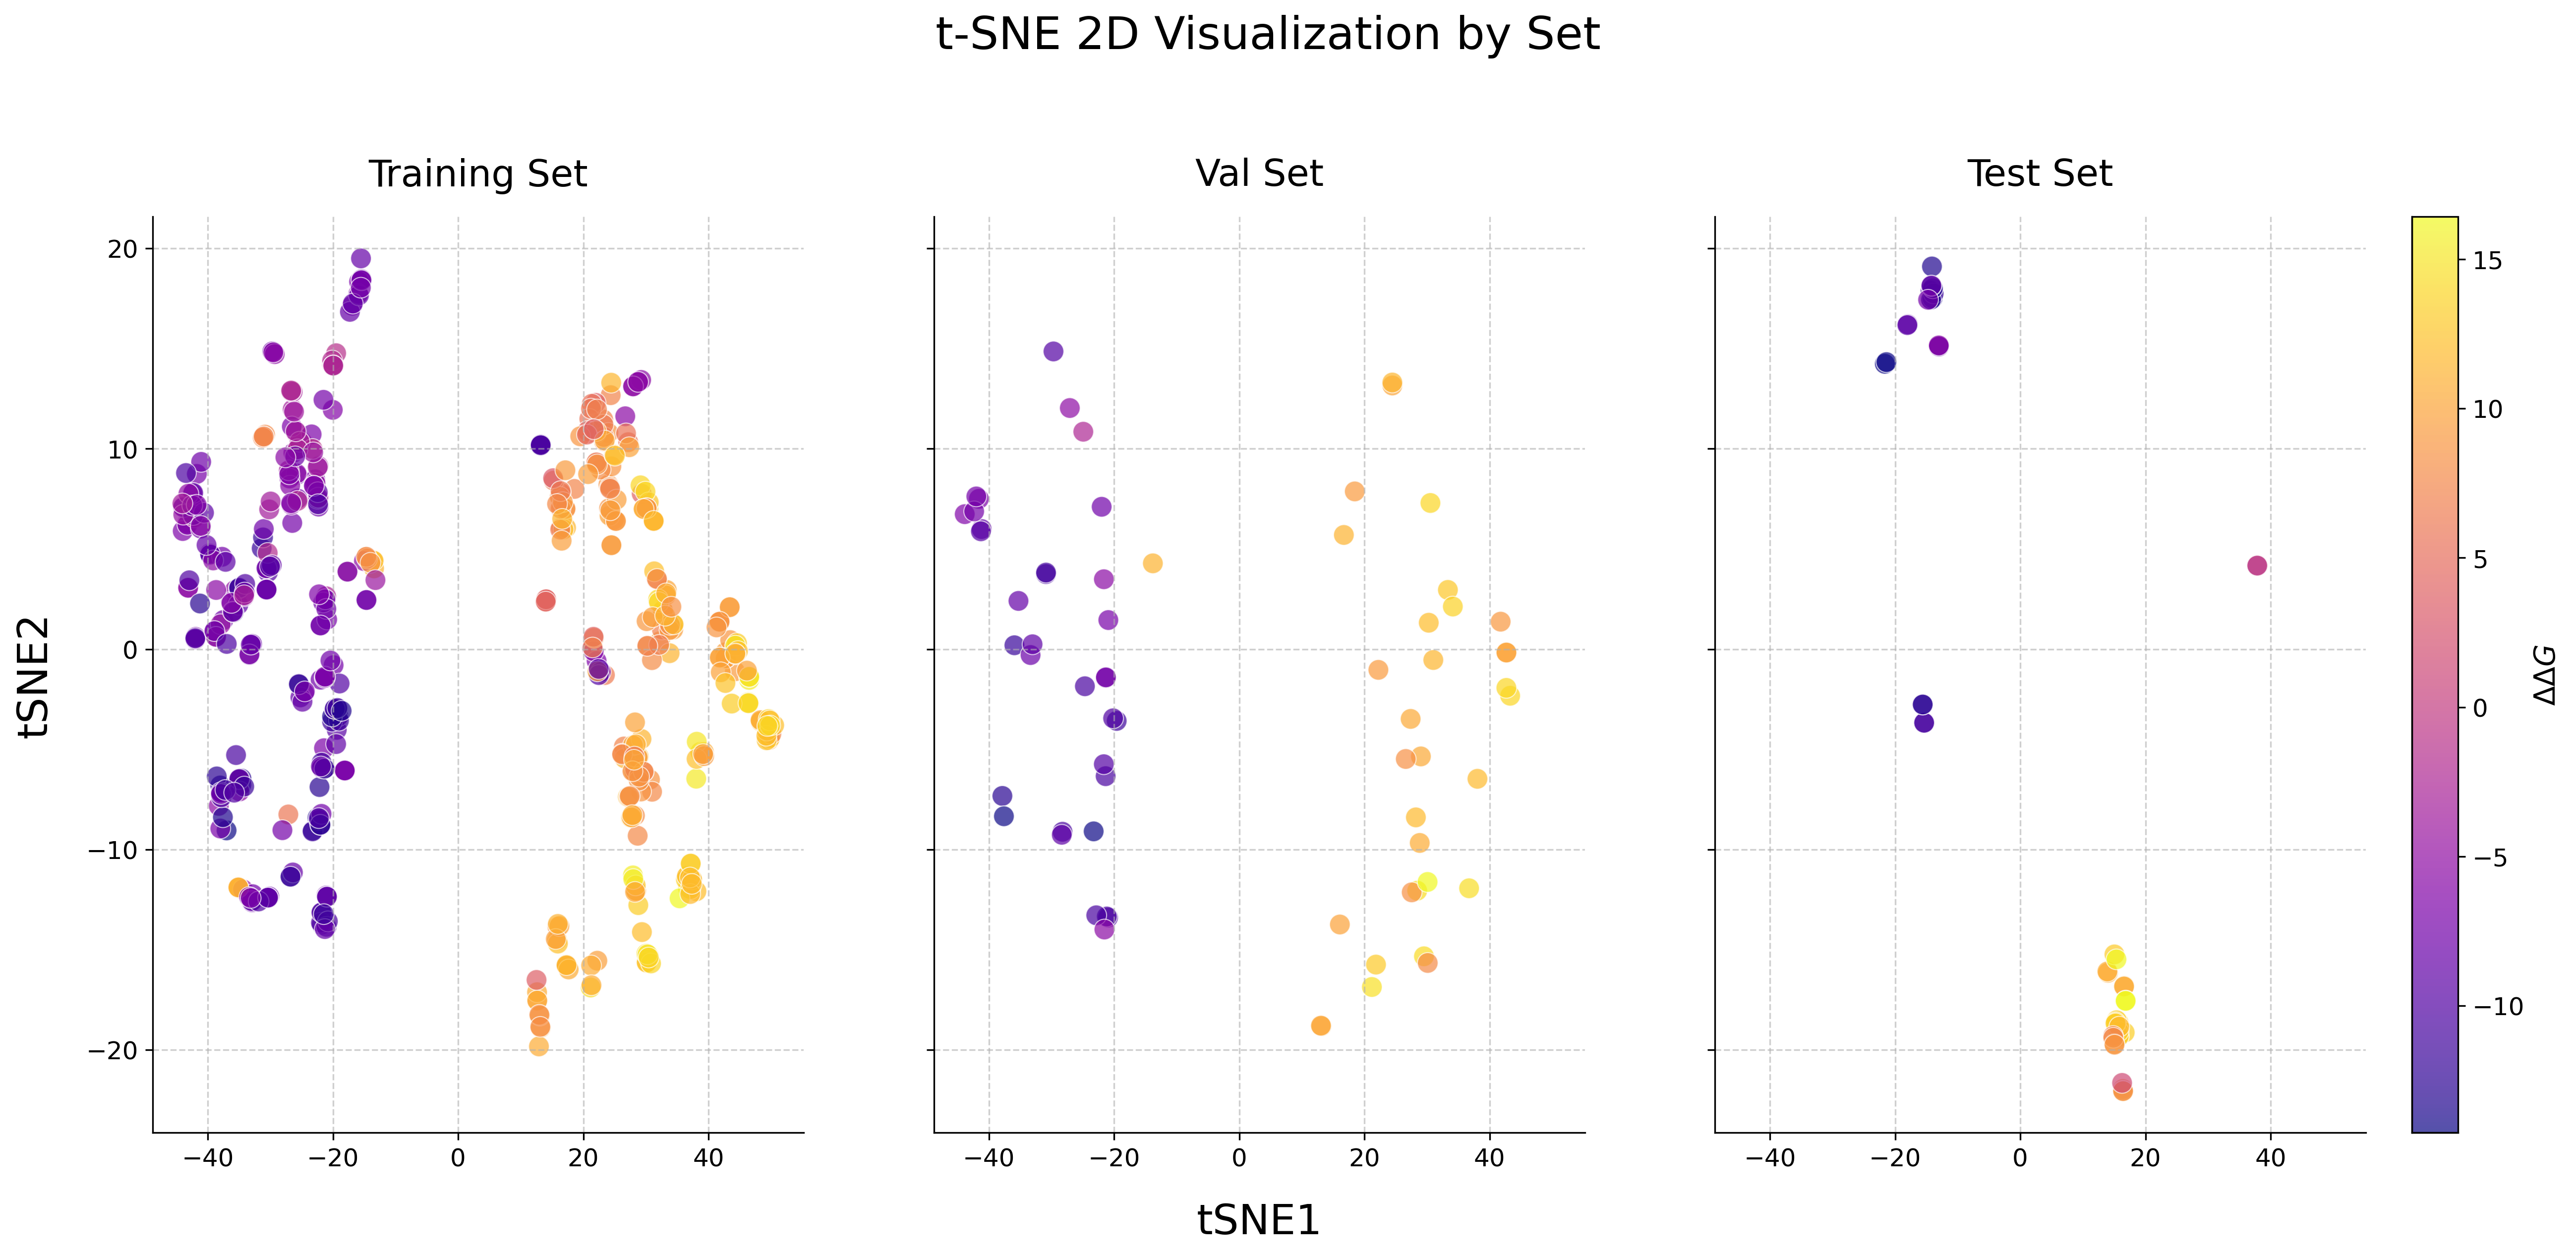 t-SNE 2D Visualization by Set
Training Set
Val Set
Test Set
20
10
0
−10
−20
tSNE2
−40 −20 0 20 40
−40 −20 0 20 40
−40 −20 0 20 40
tSNE1
15
10
5
0
−5
−10
ΔΔG